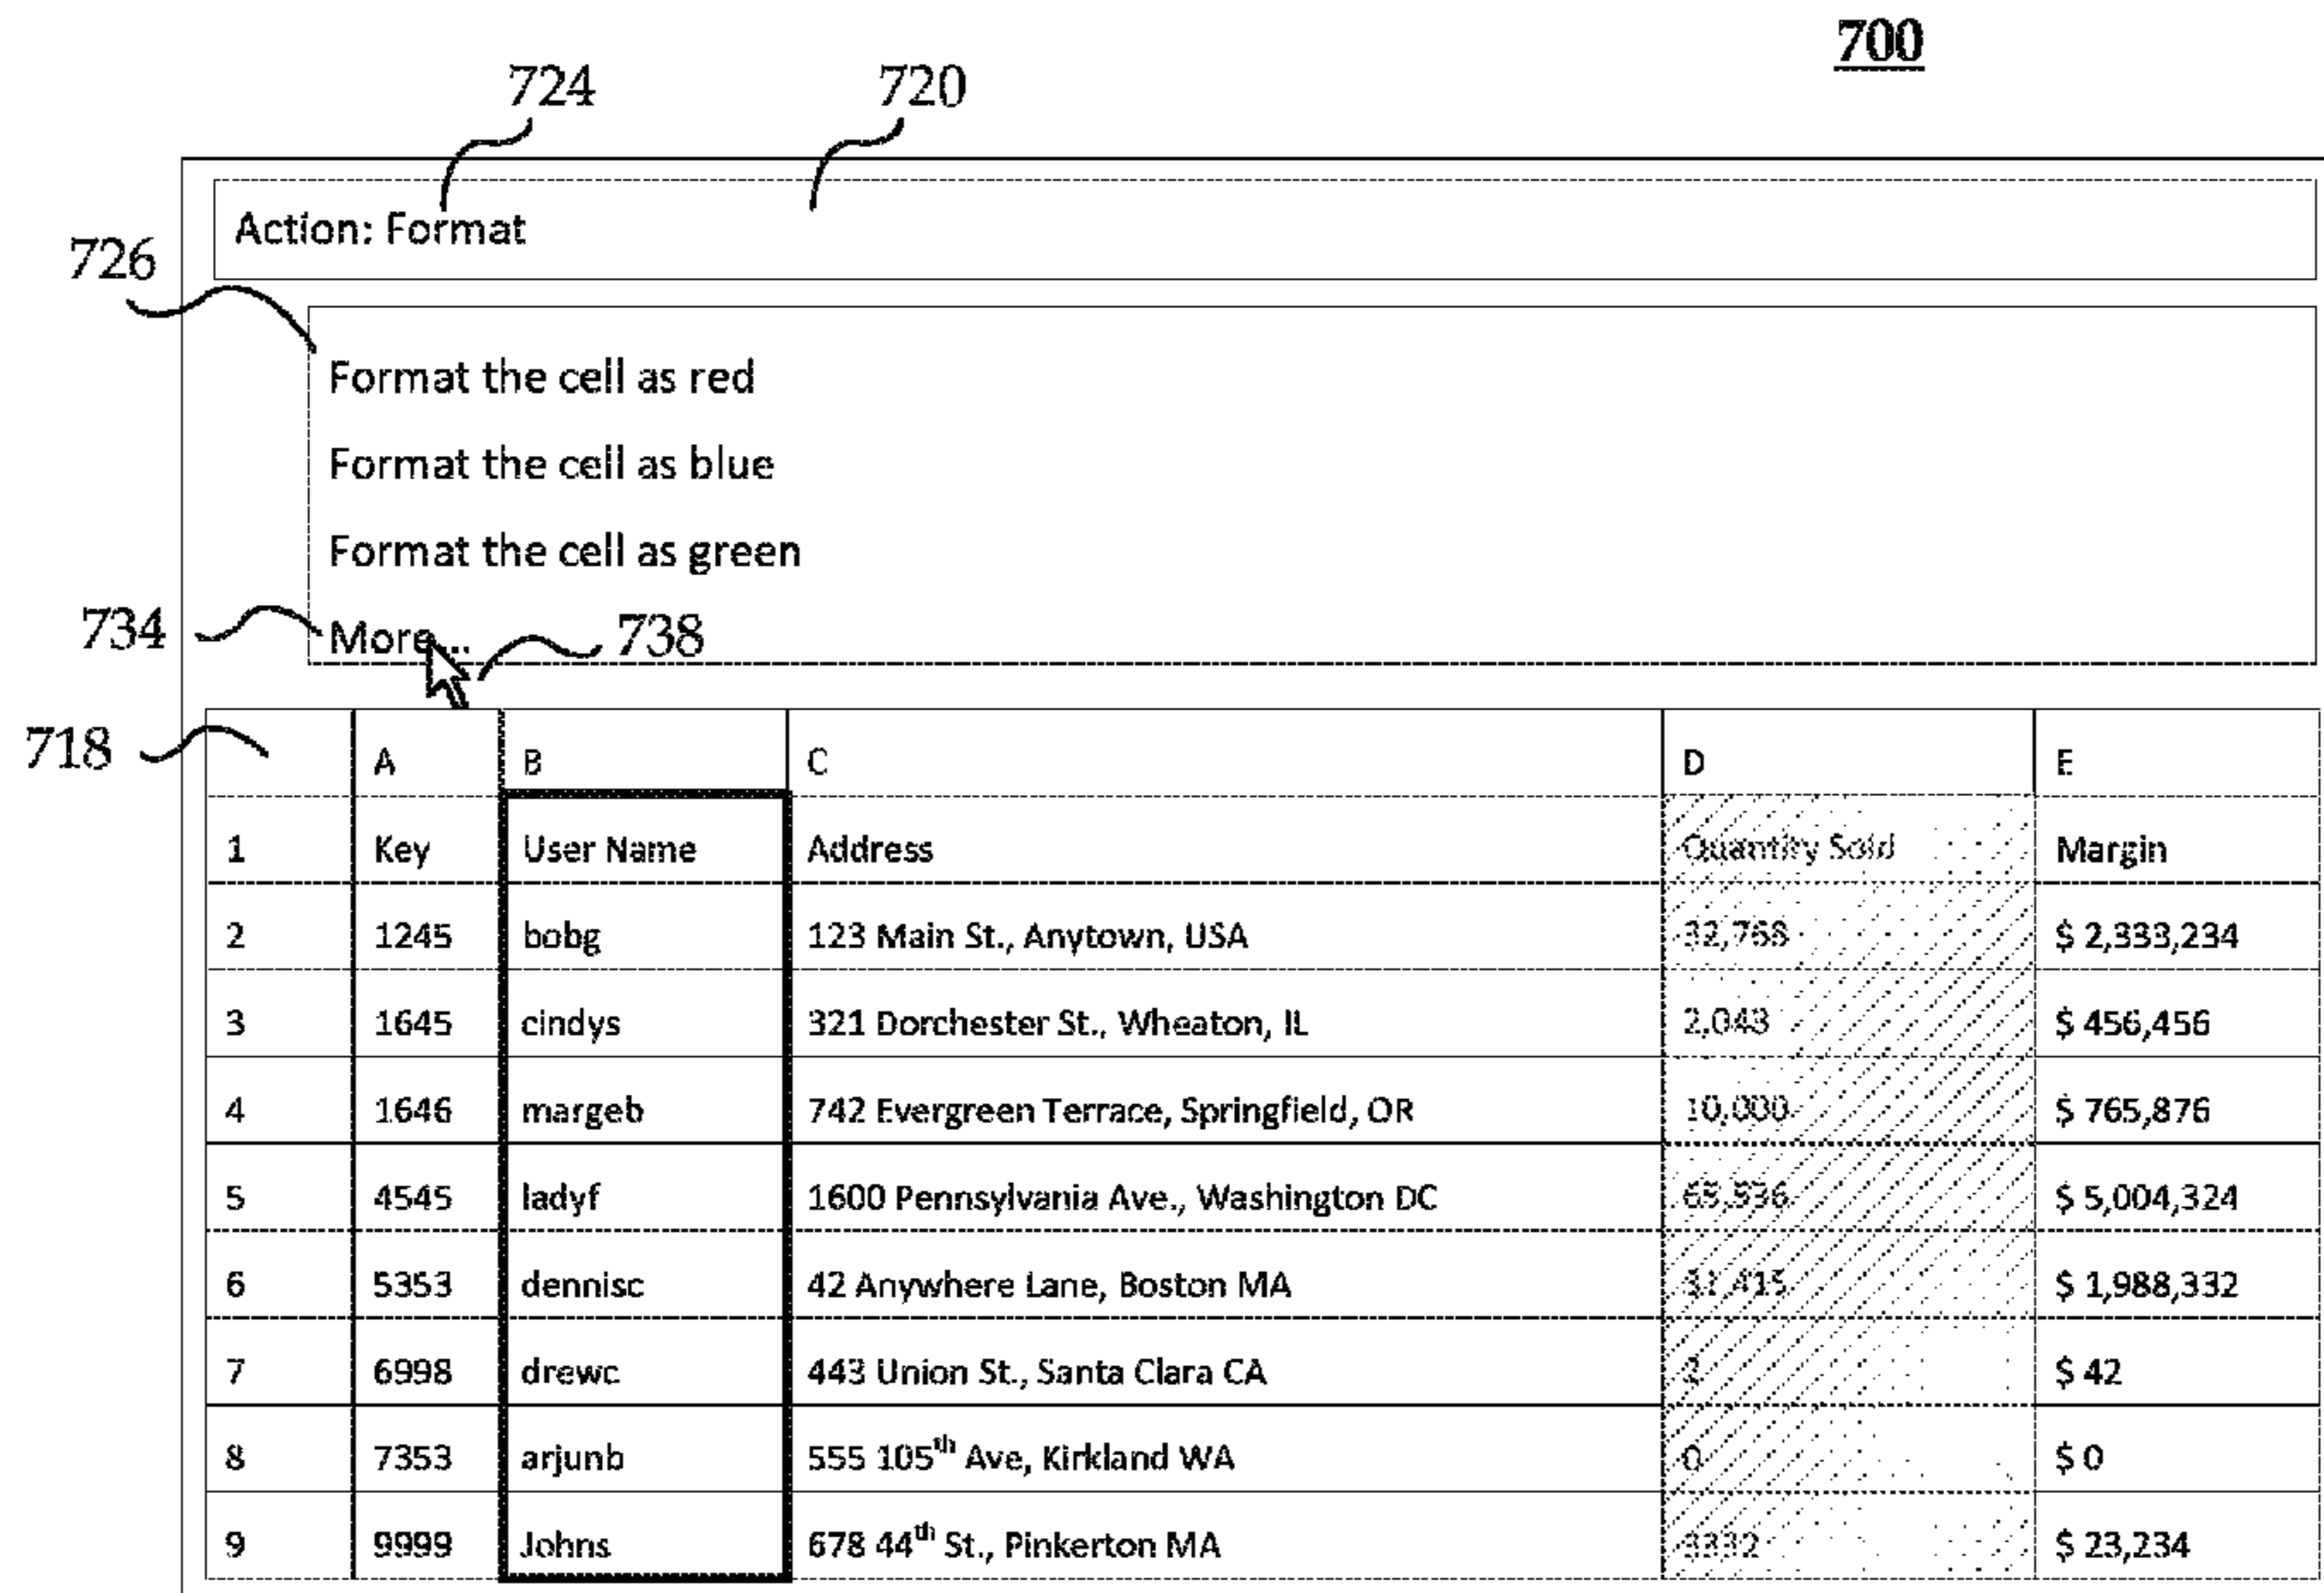 700
724 720
Action: Format
726
Format the cell as red
Format the cell as blue
Format the cell as green
734 More... 738
718
A B C D E
1 Key User Name Address Quantity Sold Margin
2 1245 bobg 123 Main St., Anytown, USA 32,768 $ 2,333,234
3 1645 cindys 321 Dorchester St., Wheaton, IL 2,043 $ 456,456
4 1646 margeb 742 Evergreen Terrace, Springfield, OR 10,000 $ 765,876
5 4545 ladyf 1600 Pennsylvania Ave., Washington DC $ 5,004,324
6 5353 dennisc 42 Anywhere Lane, Boston MA 31,415 $ 1,988,332
7 6998 drewc 443 Union St., Santa Clara CA $ 42
8 7353 arjunb 555 105th Ave, Kirkland WA 0 $ 0
9 9999 Johns 678 44th St., Pinkerton MA 3332 $ 23,234